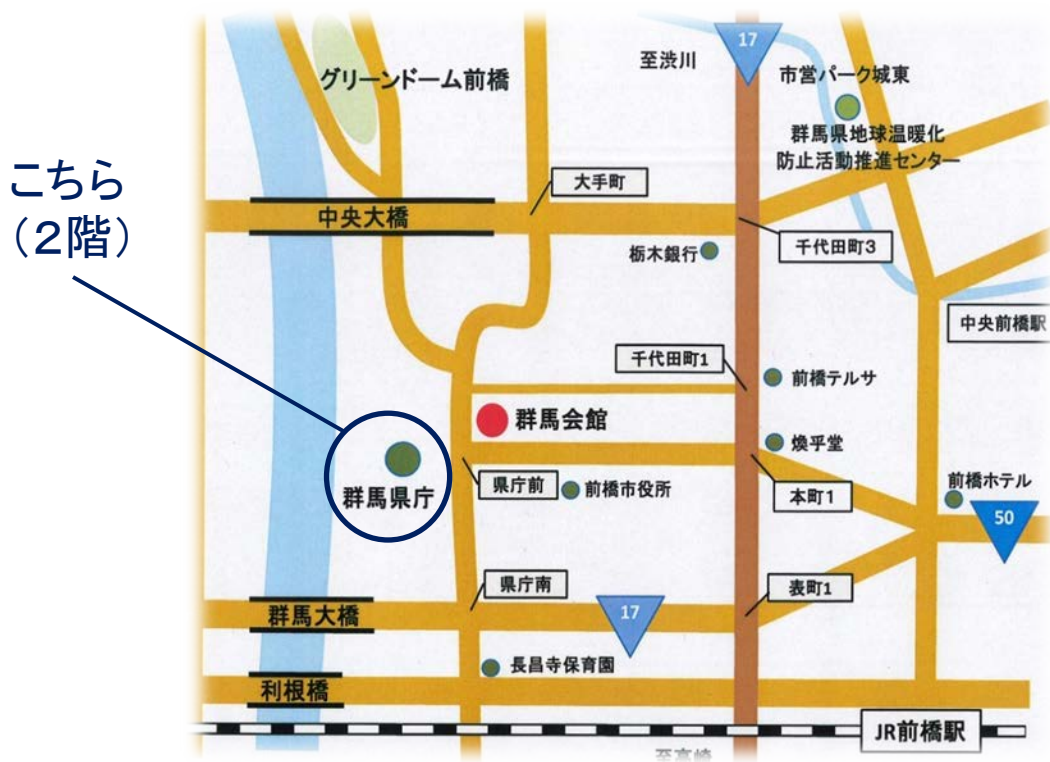 17
至渋川
市営パーク城東
グリーンドーム前橋
群馬県地球温暖化
防止活動推進センター
こちら
（２階）
大手町
中央大橋
千代田町3
栃木銀行
中央前橋駅
千代田町1
前橋テルサ
群馬会館
煥乎堂
県庁前
前橋市役所
本町1
前橋ホテル
群馬県庁
50
県庁南
表町1
17
群馬大橋
長昌寺保育園
利根橋
JR前橋駅
至高崎